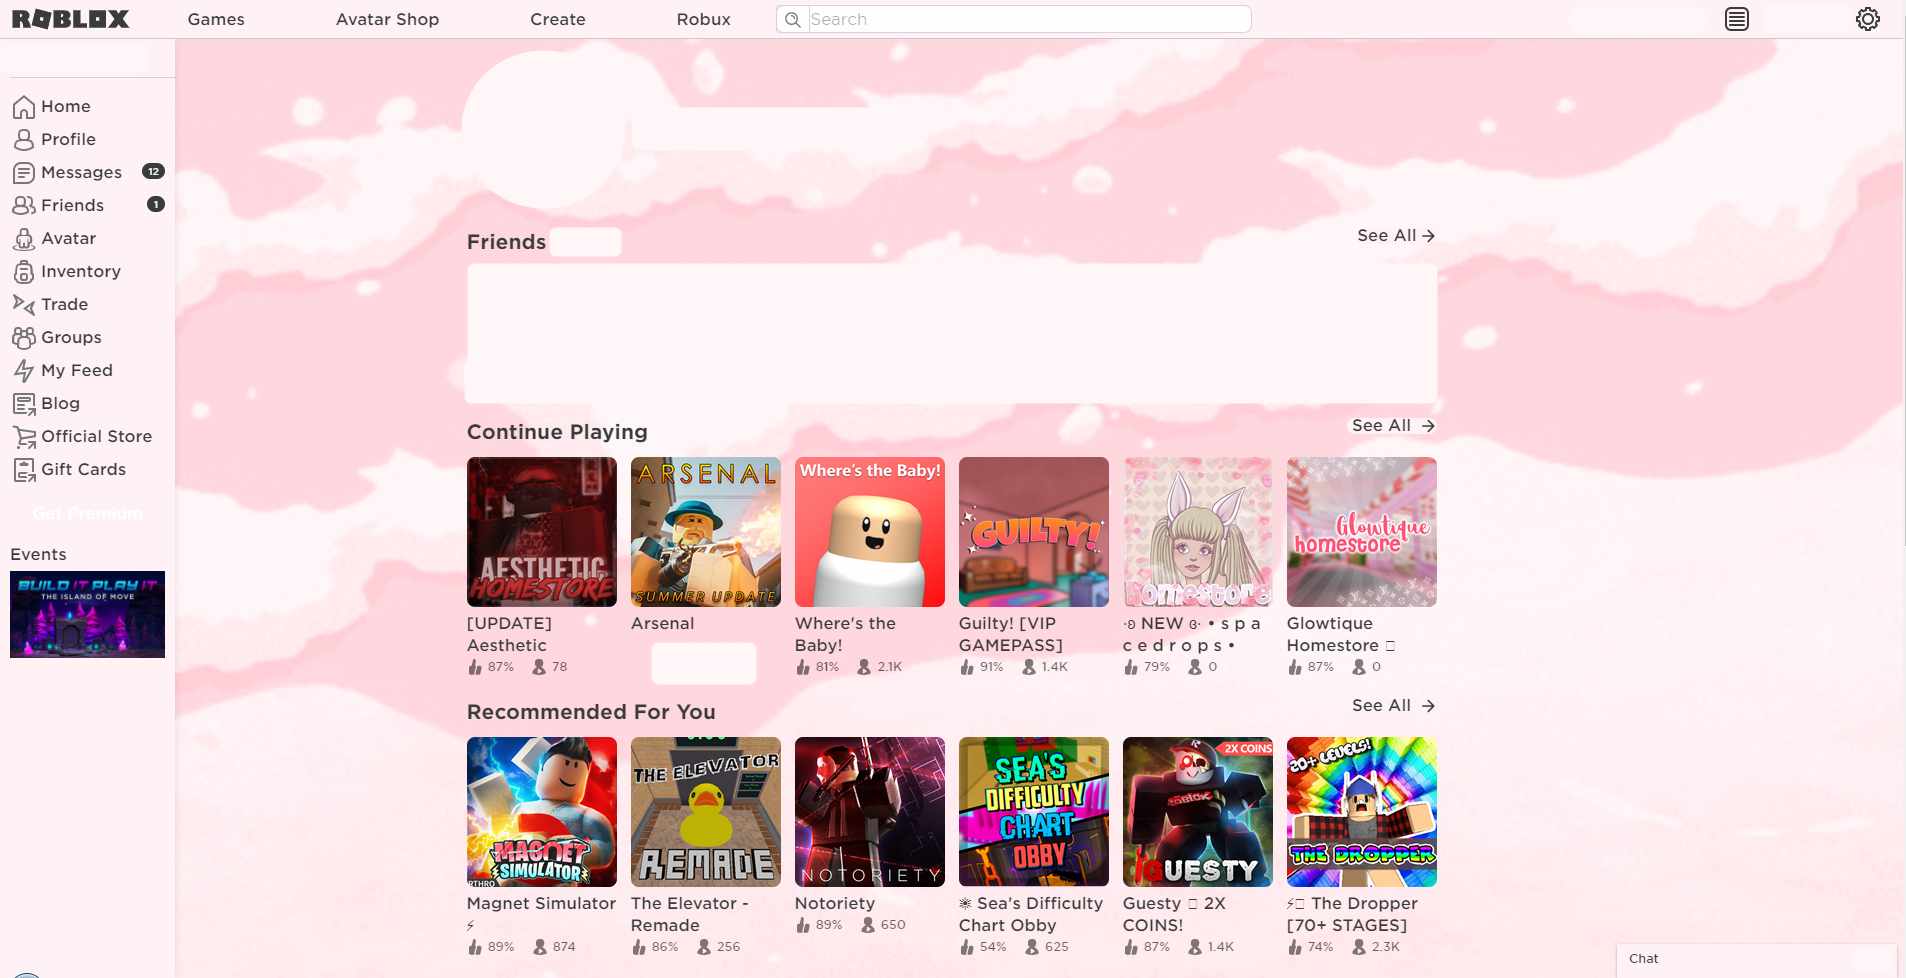 ROBLOX
Games
Avatar Shop
Create
Robux
Search
Home
Profile
Messages 12
Friends 1
Avatar
Inventory
Trade
Groups
My Feed
Blog
Official Store
Gift Cards
Get Premium
Events
BUILD IT PLAY IT
THE ISLAND OF MOVE
Friends
See All
Continue Playing
See All
AESTHETIC
HOMESTORE
[UPDATE]
Aesthetic
87% 78
ARSENAL
SUMMER UPDATE
Arsenal
Where's the Baby!
Where's the
Baby!
81% 2.1K
GUILTY!
Guilty! [VIP
GAMEPASS]
91% 1.4K
homestore
·ʚ NEW ɞ· • s p a
c e d r o p s •
79% 0
Glowtique
homestore
Glowtique
Homestore
87% 0
Recommended For You
See All
MAGNET
SIMULATOR
RTHRO
Magnet Simulator
⚡
89% 874
THE ELEVATOR
REMADE
The Elevator -
Remade
86% 256
NOTORIETY
Notoriety
89% 650
SEA'S
DIFFICULTY
CHART
OBBY
Sea's Difficulty
Chart Obby
54% 625
2X COINS
ROBLOX
GUESTY
Guesty 2X
COINS!
87% 1.4K
70+ LEVELS!
THE DROPPER
⚡ The Dropper
[70+ STAGES]
74% 2.3K
Chat